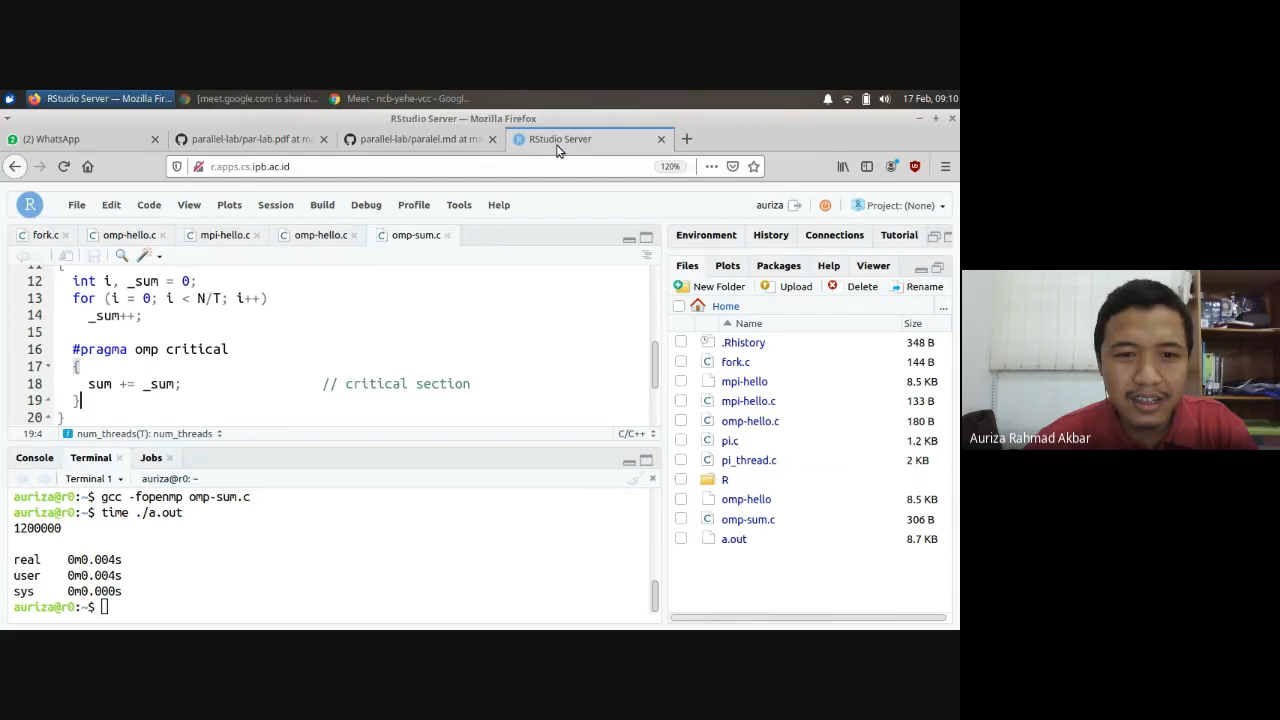 RStudio Server — Mozilla Fir...
[meet.google.com is sharin...
Meet - ncb-yehe-vcc - Googl...
17 Feb, 09:10
RStudio Server — Mozilla Firefox
(2) WhatsApp
parallel-lab/par-lab.pdf at ma
parallel-lab/paralel.md at ma
RStudio Server
r.apps.cs.ipb.ac.id
120%
R
File Edit Code View Plots Session Build Debug Profile Tools Help
auriza
Project: (None)
fork.c
omp-hello.c
mpi-hello.c
omp-hello.c
omp-sum.c
Environment History Connections Tutorial
11 {
12 int i, _sum = 0;
13 for (i = 0; i < N/T; i++)
14 _sum++;
15
16 #pragma omp critical
17 {
18 sum += _sum; // critical section
19 }
20 }
19:4 num_threads(T): num_threads
C/C++
Files Plots Packages Help Viewer
New Folder Upload Delete Rename
Home
...
Name Size
.Rhistory 348 B
fork.c 144 B
mpi-hello 8.5 KB
mpi-hello.c 133 B
omp-hello.c 180 B
pi.c 1.2 KB
pi_thread.c 2 KB
R
omp-hello 8.5 KB
omp-sum.c 306 B
a.out 8.7 KB
Console Terminal Jobs
Terminal 1 auriza@r0: ~
auriza@r0:~$ gcc -fopenmp omp-sum.c
auriza@r0:~$ time ./a.out
1200000
real 0m0.004s
user 0m0.004s
sys 0m0.000s
auriza@r0:~$
Auriza Rahmad Akbar